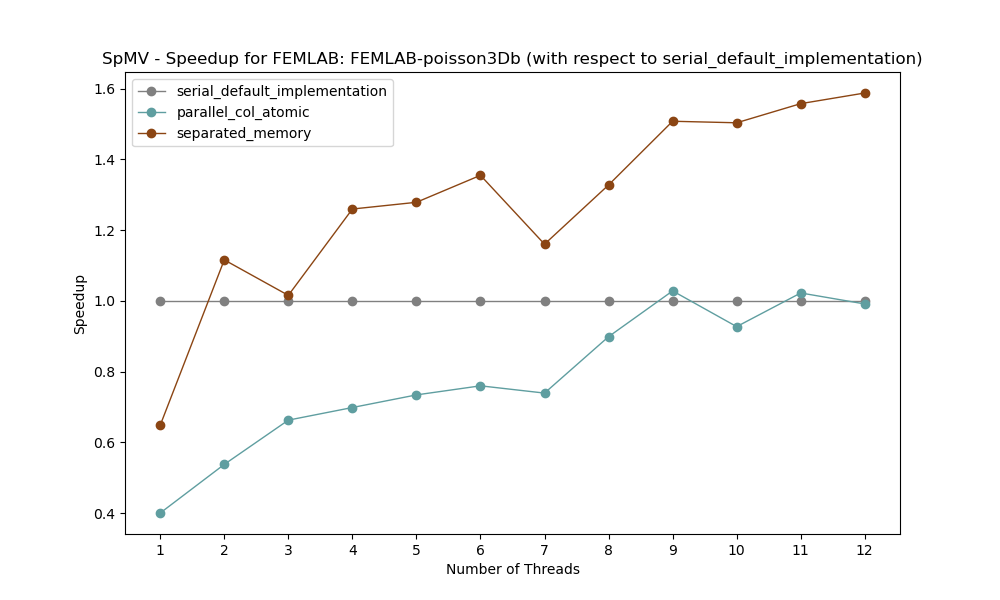 SpMV - Speedup for FEMLAB: FEMLAB-poisson3Db (with respect to serial_default_implementation)
serial_default_implementation
parallel_col_atomic
separated_memory
1.6
1.4
1.2
1.0
0.8
0.6
0.4
Speedup
1 2 3 4 5 6 7 8 9 10 11 12
Number of Threads